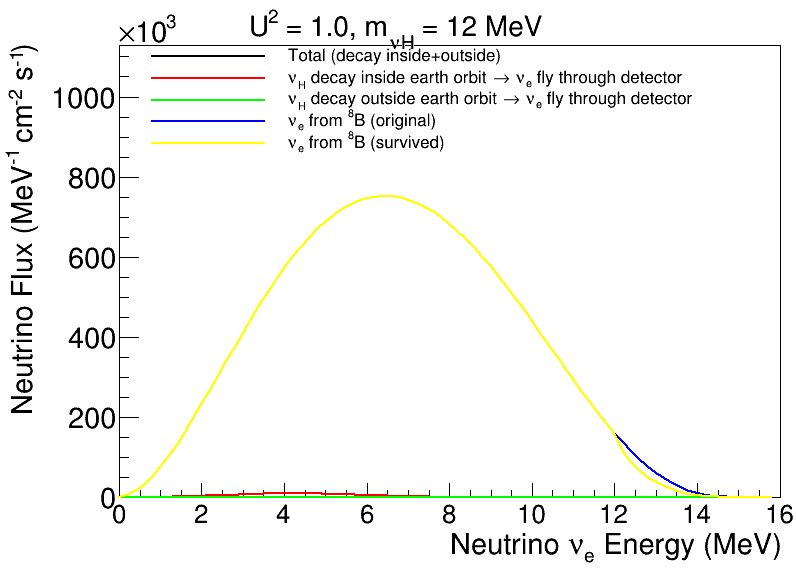 ×10³
U² = 1.0, m_νH = 12 MeV
Total (decay inside+outside)
ν_H decay inside earth orbit → ν_e fly through detector
ν_H decay outside earth orbit → ν_e fly through detector
ν_e from ⁸B (original)
ν_e from ⁸B (survived)
Neutrino Flux (MeV⁻¹ cm⁻² s⁻¹)
1000
800
600
400
200
0
0 2 4 6 8 10 12 14 16
Neutrino ν_e Energy (MeV)